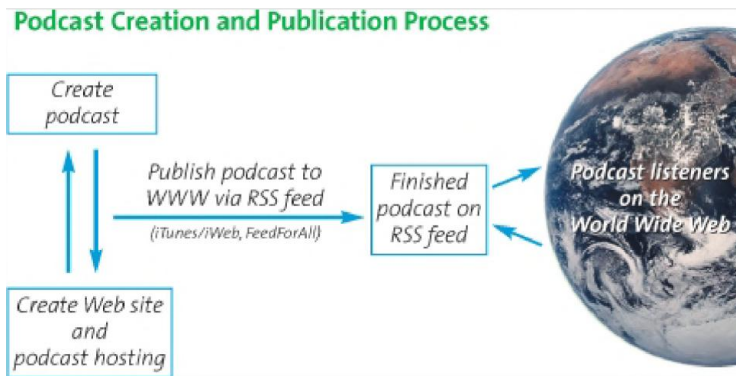 Podcast Creation and Publication Process
Create
podcast
Publish podcast to
WWW via RSS feed
(iTunes/iWeb, FeedForAll)
Finished
podcast on
RSS feed
Podcast listeners
on the
World Wide Web
Create Web site
and
podcast hosting